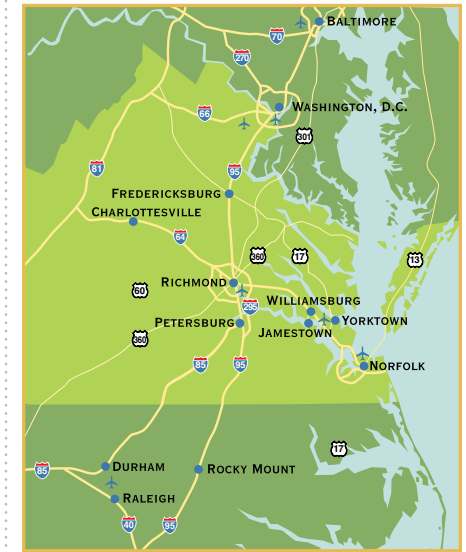 BALTIMORE
70
270
WASHINGTON, D.C.
66
301
81
95
FREDERICKSBURG
CHARLOTTESVILLE
64
360
17
13
RICHMOND
60
295
WILLIAMSBURG
PETERSBURG
YORKTOWN
JAMESTOWN
360
85
95
NORFOLK
17
85
DURHAM
ROCKY MOUNT
RALEIGH
40
95